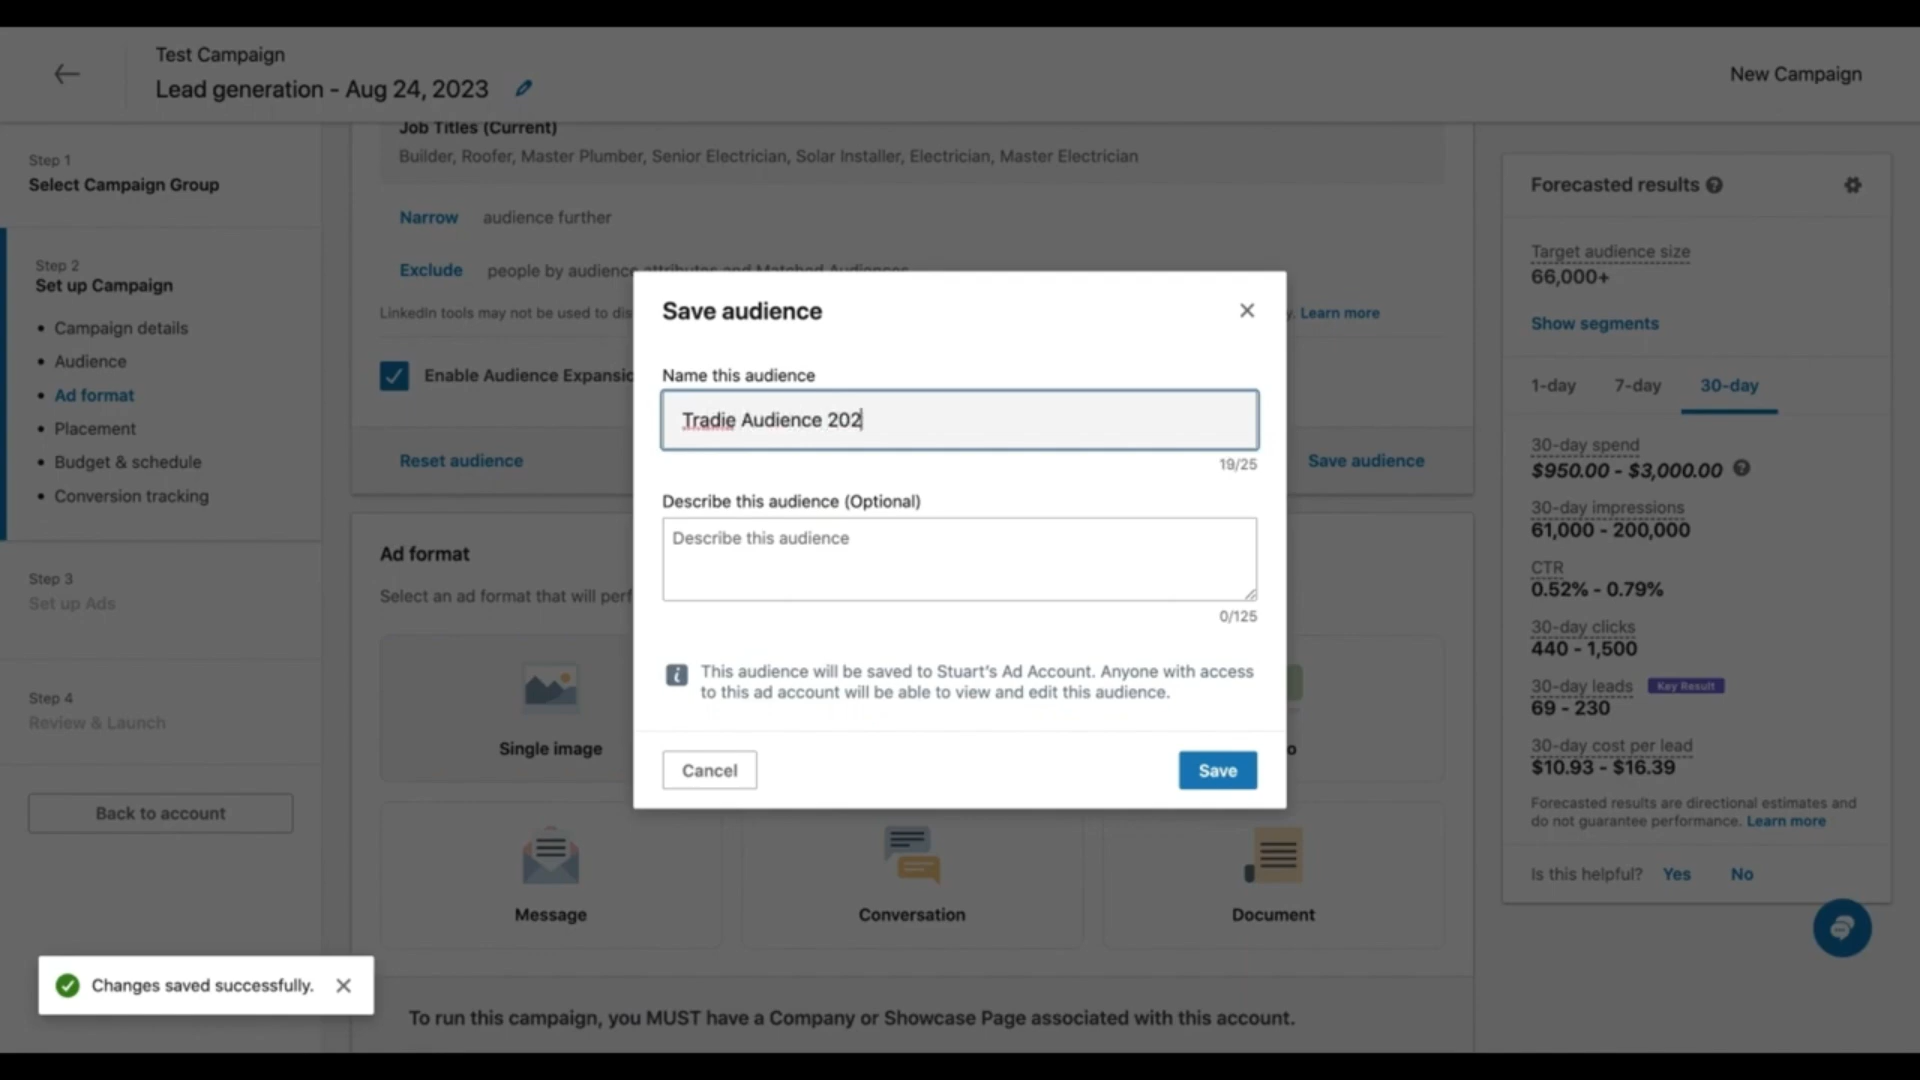 Test Campaign
Lead generation - Aug 24, 2023
New Campaign
Step 1
Select Campaign Group
Step 2
Set up Campaign
Campaign details
Audience
Ad format
Placement
Budget & schedule
Conversion tracking
Step 3
Set up Ads
Step 4
Review & Launch
Back to account
Changes saved successfully.
Job Titles (Current)
Builder, Roofer, Master Plumber, Senior Electrician, Solar Installer, Electrician, Master Electrician
Narrow audience further
Exclude people by audience attributes and Matched Audiences
LinkedIn tools may not be used to dis
y. Learn more
Enable Audience Expansio
Reset audience
Save audience
Ad format
Select an ad format that will perf
Single image
o
Message
Conversation
Document
To run this campaign, you MUST have a Company or Showcase Page associated with this account.
Save audience
Name this audience
Tradie Audience 202
19/25
Describe this audience (Optional)
Describe this audience
0/125
This audience will be saved to Stuart's Ad Account. Anyone with access
to this ad account will be able to view and edit this audience.
Cancel
Save
Forecasted results
Target audience size
66,000+
Show segments
1-day 7-day 30-day
30-day spend
$950.00 - $3,000.00
30-day impressions
61,000 - 200,000
CTR
0.52% - 0.79%
30-day clicks
440 - 1,500
30-day leads Key Result
69 - 230
30-day cost per lead
$10.93 - $16.39
Forecasted results are directional estimates and
do not guarantee performance. Learn more
Is this helpful? Yes No